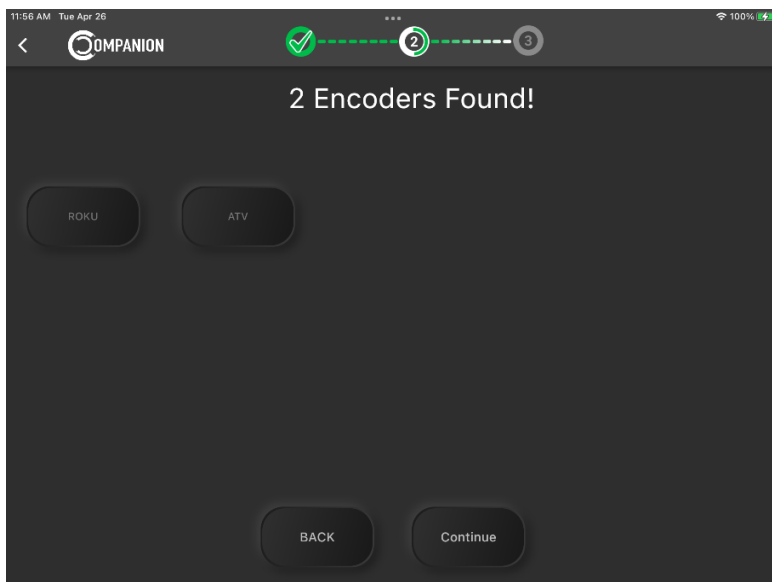 11:56 AM Tue Apr 26
100%
COMPANION
2
3
2 Encoders Found!
ROKU
ATV
BACK
Continue